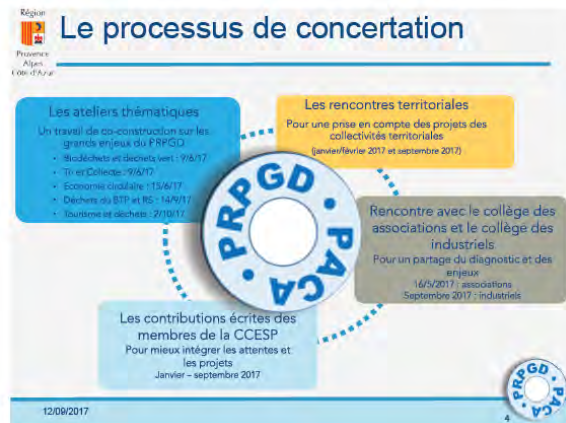 Région
Provence
Alpes
Côte d'Azur
Le processus de concertation
Les ateliers thématiques
Un travail de co-construction sur les
grands enjeux du PRPGD
• Biodéchets et déchets vert : 9/6/17
• Tri et Collecte : 9/6/17
• Economie circulaire : 15/6/17
• Déchets du BTP et RS : 14/9/17
• Tourisme et déchets : 2/10/17
Les rencontres territoriales
Pour une prise en compte des projets des
collectivités territoriales
(janvier/février 2017 et septembre 2017)
PRPGD • PACA •
Rencontre avec le collège des
associations et le collège des
industriels
Pour un partage du diagnostic et des
enjeux
16/5/2017 : associations
Septembre 2017 : industriels
Les contributions écrites des
membres de la CCESP
Pour mieux intégrer les attentes et
les projets
Janvier – septembre 2017
12/09/2017
4
PRPGD • PACA •